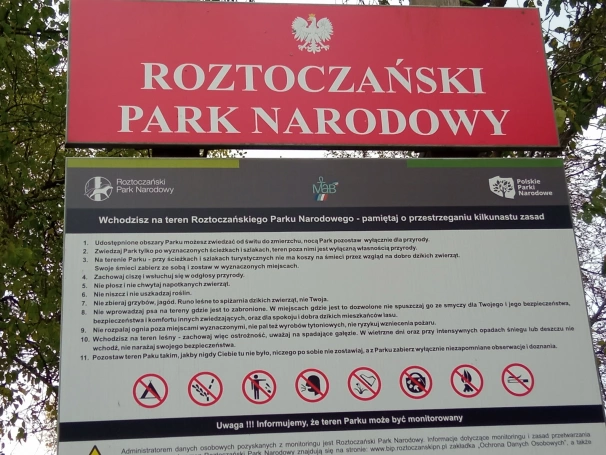 ROZTOCZAŃSKI
PARK NARODOWY
Roztoczański
Park Narodowy
MaB
Polskie
Parki
Narodowe
Wchodzisz na teren Roztoczańskiego Parku Narodowego - pamiętaj o przestrzeganiu kilkunastu zasad
1. Udostępnione obszary Parku możesz zwiedzać od świtu do zmierzchu, nocą Park pozostaw wyłącznie dla przyrody.
2. Zwiedzaj Park tylko po wyznaczonych ścieżkach i szlakach, teren poza nimi jest wyłączną własnością przyrody.
3. Na terenie Parku - przy ścieżkach i szlakach turystycznych nie ma koszy na śmieci przez wzgląd na dobro dzikich zwierząt.
Swoje śmieci zabierz ze sobą i zostaw w wyznaczonych miejscach.
4. Zachowaj ciszę i wsłuchuj się w odgłosy przyrody.
5. Nie płosz i nie chwytaj napotkanych zwierząt.
6. Nie niszcz i nie uszkadzaj roślin.
7. Nie zbieraj grzybów, jagód. Runo leśne to spiżarnia dzikich zwierząt, nie Twoja.
8. Nie wprowadzaj psa na tereny gdzie jest to zabronione. W miejscach gdzie jest to dozwolone nie spuszczaj go ze smyczy dla Twojego i jego bezpieczeństwa,
bezpieczeństwa i komfortu innych zwiedzających, oraz dla spokoju i dobra dzikich mieszkańców lasu.
9. Nie rozpalaj ognia poza miejscami wyznaczonymi, nie pal też wyrobów tytoniowych, nie ryzykuj wzniecenia pożaru.
10. Wchodzisz na teren leśny - zachowaj więc ostrożność, uważaj na spadające gałęzie. W wietrzne dni oraz przy intensywnych opadach śniegu lub deszczu nie
wchodź, nie narażaj swojego bezpieczeństwa.
11. Pozostaw teren Parku takim, jakby nigdy Ciebie tu nie było, niczego po sobie nie zostawiaj, a z Parku zabierz wyłącznie niezapomniane obserwacje i doznania.
Uwaga !!! Informujemy, że teren Parku może być monitorowany
Administratorem danych osobowych pozyskanych z monitoringu jest Roztoczański Park Narodowy. Informacje dotyczące monitoringu i zasad przetwarzania
Roztoczański Park Narodowy znajdują się na stronie: www.bip.roztoczanskipn.pl zakładka „Ochrona Danych Osobowych”, a także